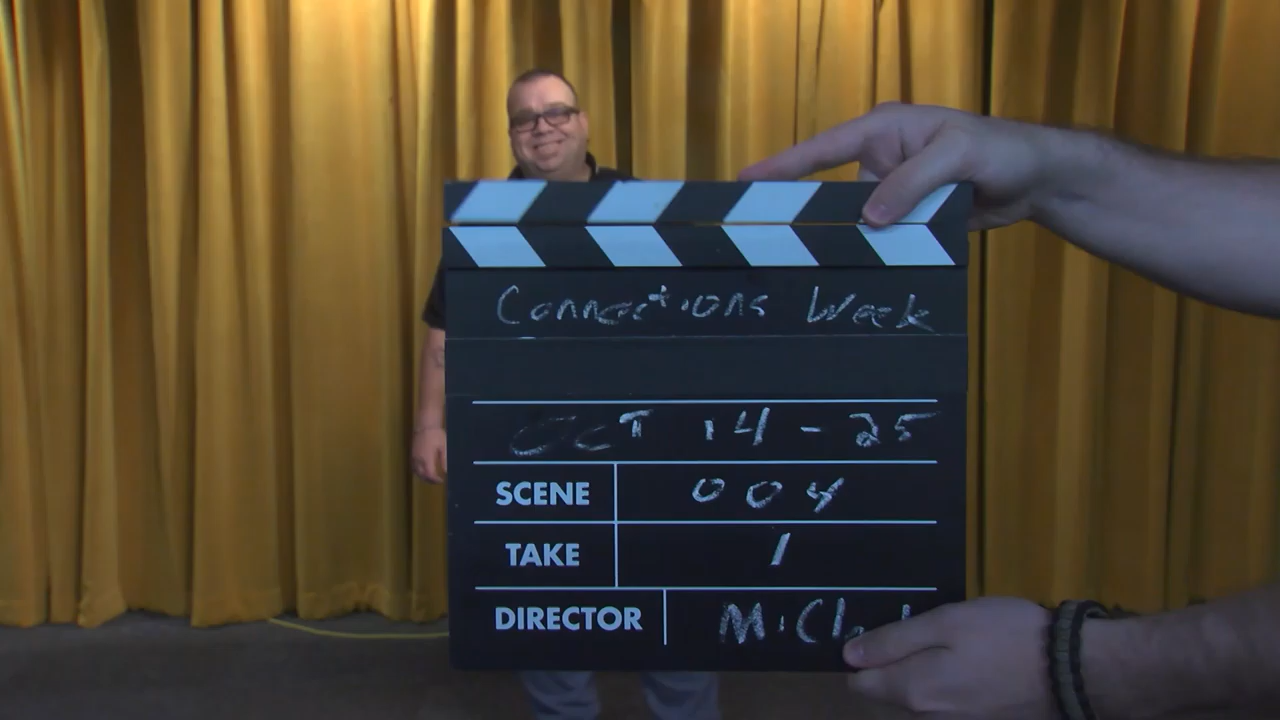 Connections Week
OCT 14-25
SCENE 004
TAKE 1
DIRECTOR